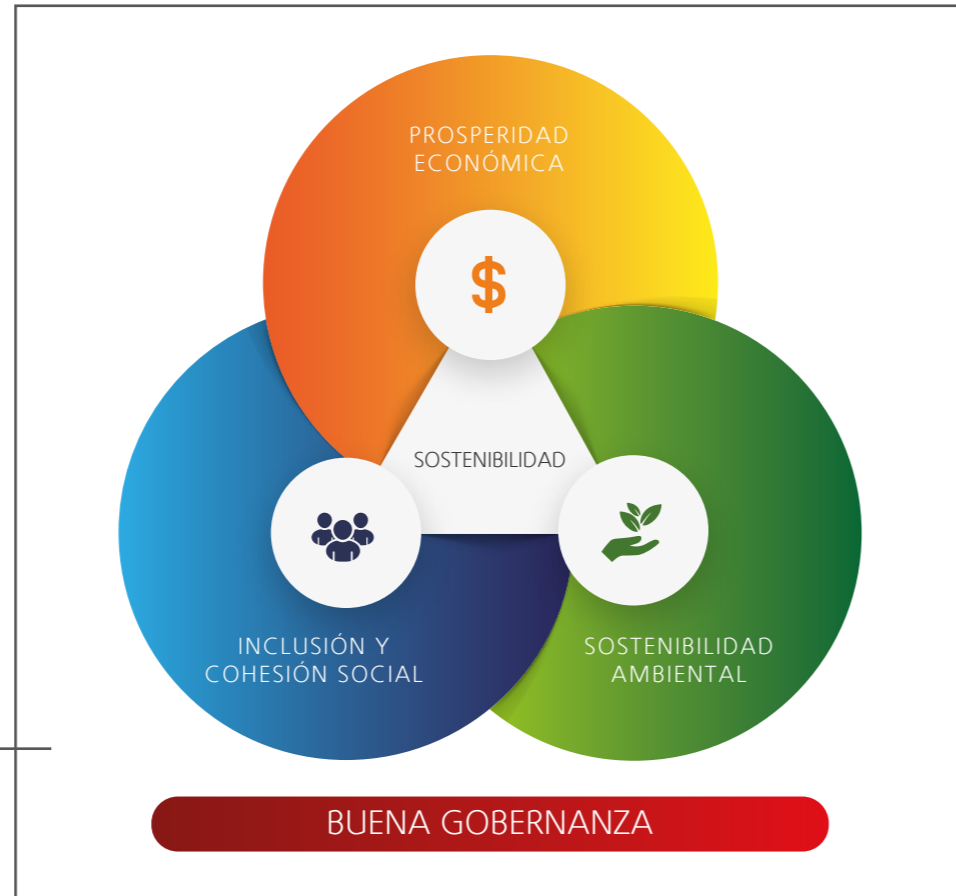 PROSPERIDAD
ECONÓMICA
$
SOSTENIBILIDAD
INCLUSIÓN Y
COHESIÓN SOCIAL
SOSTENIBILIDAD
AMBIENTAL
BUENA GOBERNANZA